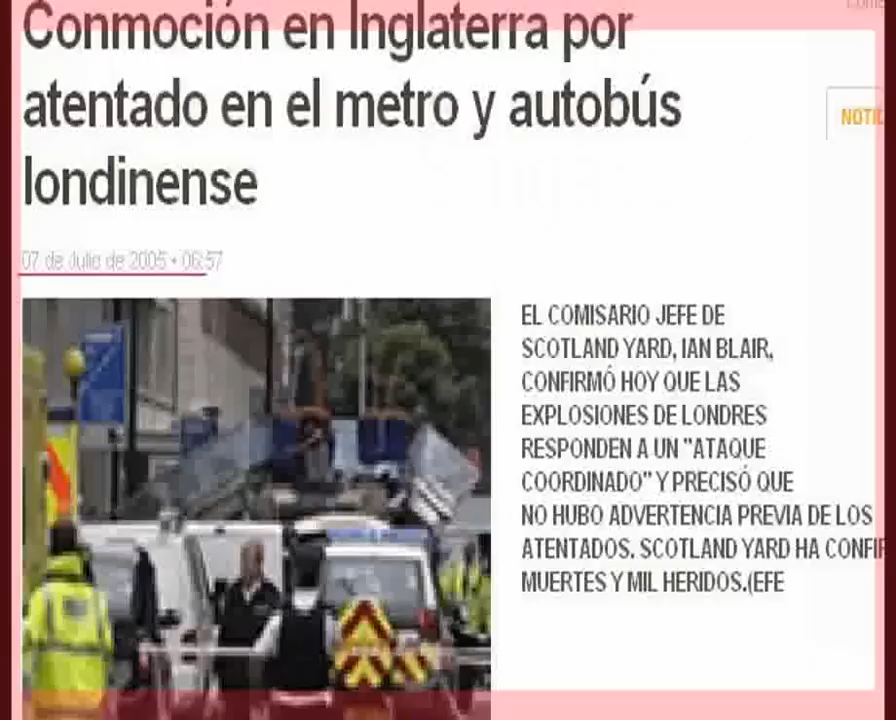 Conmoción en Inglaterra por
atentado en el metro y autobús
londinense
07 de Julio de 2005 • 06:57
EL COMISARIO JEFE DE
SCOTLAND YARD, IAN BLAIR,
CONFIRMÓ HOY QUE LAS
EXPLOSIONES DE LONDRES
RESPONDEN A UN "ATAQUE
COORDINADO" Y PRECISÓ QUE
NO HUBO ADVERTENCIA PREVIA DE LOS
ATENTADOS. SCOTLAND YARD HA
MUERTES Y MIL HERIDOS.(EFE